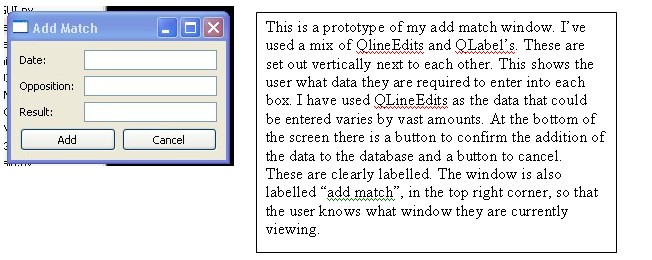 GUI.py
Add Match
Date:
Opposition:
Result:
Add
Cancel
This is a prototype of my add match window. I've
used a mix of QlineEdits and QLabel's. These are
set out vertically next to each other. This shows the
user what data they are required to enter into each
box. I have used QLineEdits as the data that could
be entered varies by vast amounts. At the bottom of
the screen there is a button to confirm the addition of
the data to the database and a button to cancel.
These are clearly labelled. The window is also
labelled "add match", in the top right corner, so that
the user knows what window they are currently
viewing.